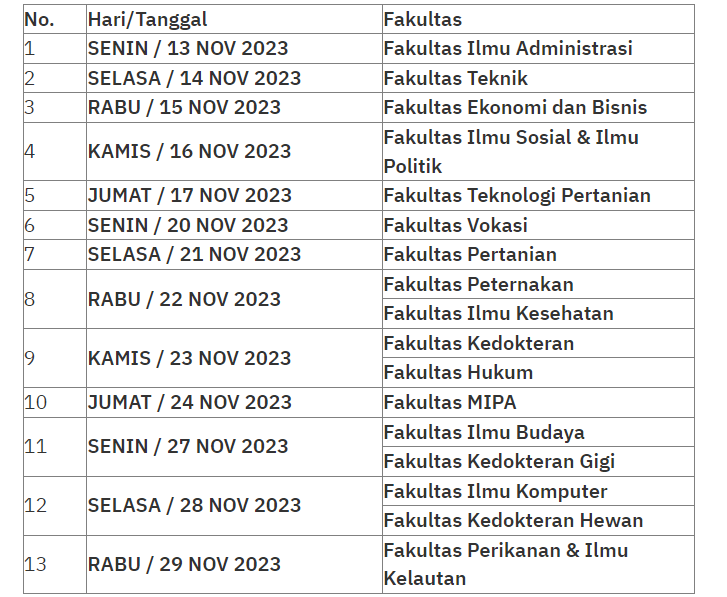 No. Hari/Tanggal Fakultas
1 SENIN / 13 NOV 2023 Fakultas Ilmu Administrasi
2 SELASA / 14 NOV 2023 Fakultas Teknik
3 RABU / 15 NOV 2023 Fakultas Ekonomi dan Bisnis
4 KAMIS / 16 NOV 2023 Fakultas Ilmu Sosial & Ilmu
Politik
5 JUMAT / 17 NOV 2023 Fakultas Teknologi Pertanian
6 SENIN / 20 NOV 2023 Fakultas Vokasi
7 SELASA / 21 NOV 2023 Fakultas Pertanian
8 RABU / 22 NOV 2023 Fakultas Peternakan
Fakultas Ilmu Kesehatan
9 KAMIS / 23 NOV 2023 Fakultas Kedokteran
Fakultas Hukum
10 JUMAT / 24 NOV 2023 Fakultas MIPA
11 SENIN / 27 NOV 2023 Fakultas Ilmu Budaya
Fakultas Kedokteran Gigi
12 SELASA / 28 NOV 2023 Fakultas Ilmu Komputer
Fakultas Kedokteran Hewan
13 RABU / 29 NOV 2023 Fakultas Perikanan & Ilmu
Kelautan